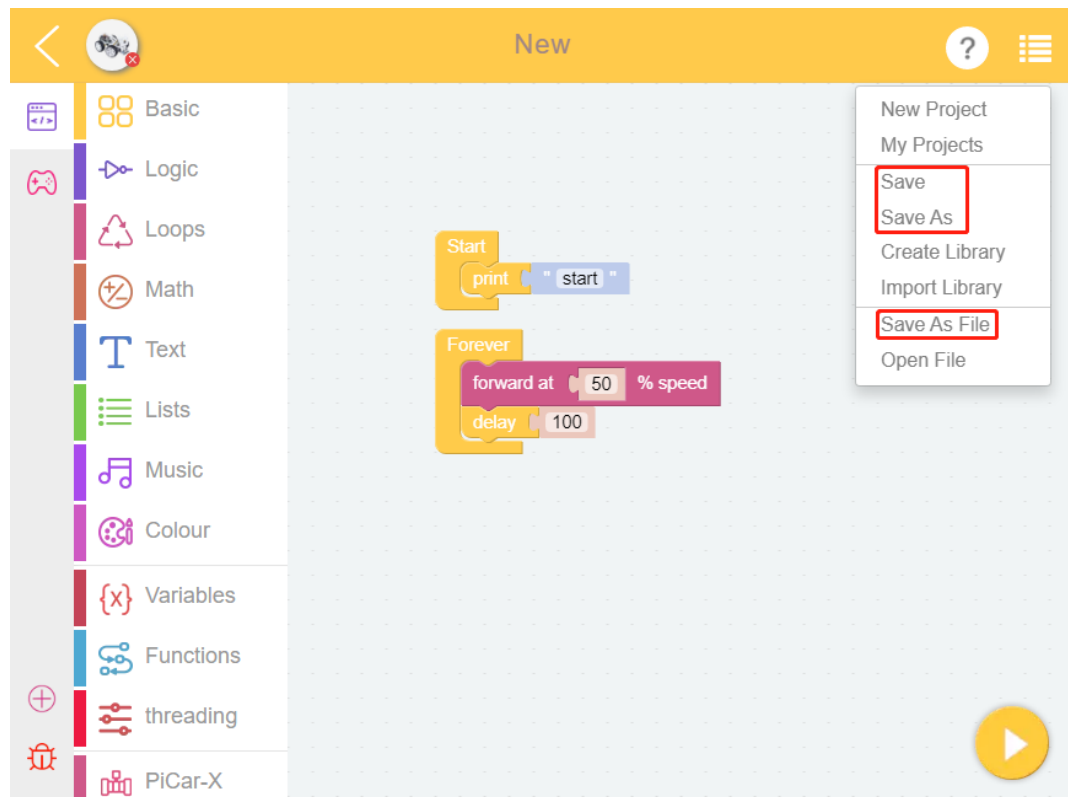 New
?
</>
Basic
Logic
Loops
Math
Text
Lists
Music
Colour
{x} Variables
Functions
threading
PiCar-X
Start
print " start "
Forever
forward at 50 % speed
delay 100
New Project
My Projects
Save
Save As
Create Library
Import Library
Save As File
Open File